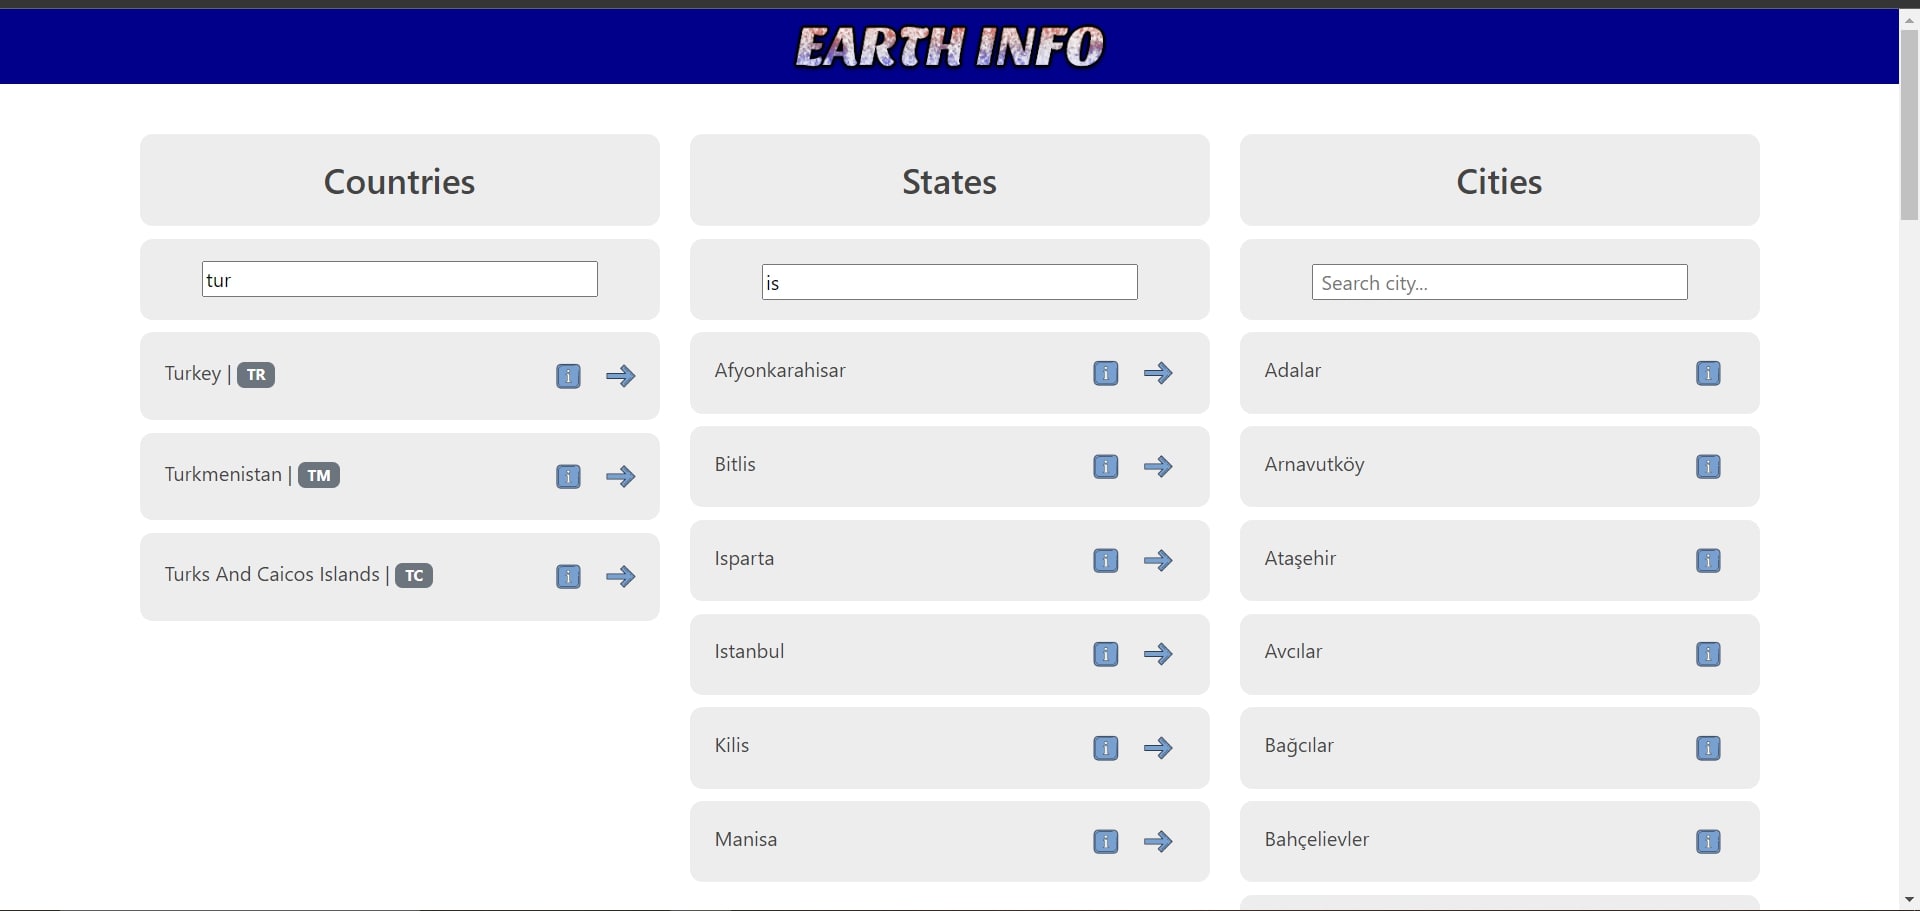 EARTH INFO
Countries
tur
Turkey | TR
Turkmenistan | TM
Turks And Caicos Islands | TC
States
is
Afyonkarahisar
Bitlis
Isparta
Istanbul
Kilis
Manisa
Cities
Search city...
Adalar
Arnavutköy
Ataşehir
Avcılar
Bağcılar
Bahçelievler